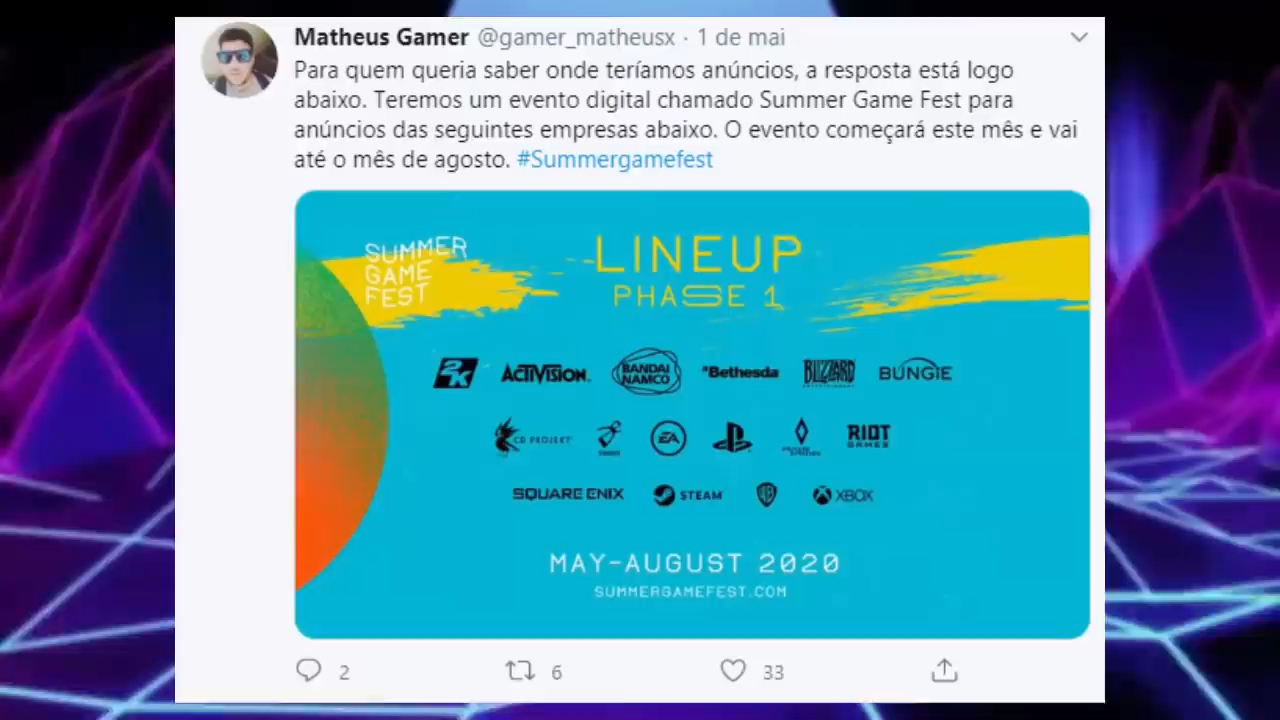 Matheus Gamer @gamer_matheusx · 1 de mai
Para quem queria saber onde teríamos anúncios, a resposta está logo
abaixo. Teremos um evento digital chamado Summer Game Fest para
anúncios das seguintes empresas abaixo. O evento começará este mês e vai
até o mês de agosto. #Summergamefest
SUMMER
GAME
FEST
LINEUP
PHASE 1
2K ACTIVISION BANDAI NAMCO Bethesda BLIZZARD BUNGIE
CD PROJEKT EA RIOT GAMES
SQUARE ENIX STEAM WB XBOX
MAY-AUGUST 2020
SUMMERGAMEFEST.COM
2 6 33